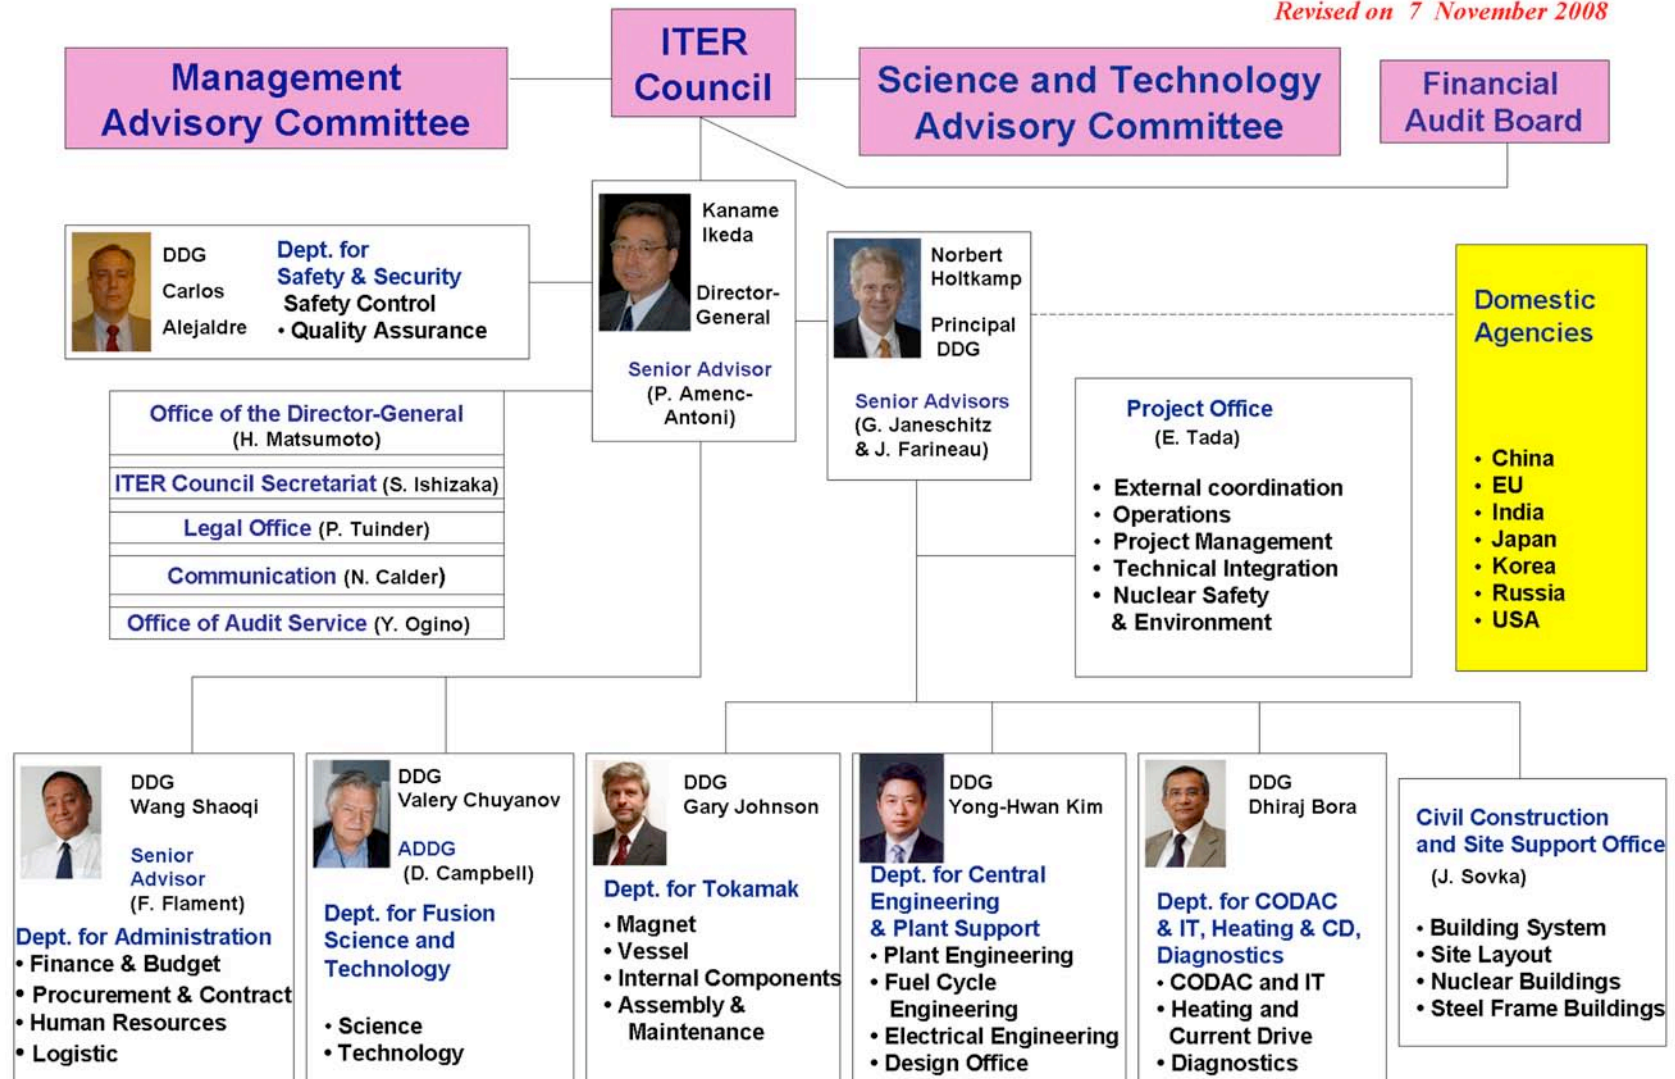 Revised on 7 November 2008
ITER
Council
Management
Advisory Committee
Science and Technology
Advisory Committee
Financial
Audit Board
DDG
Carlos
Alejaldre
Dept. for
Safety & Security
Safety Control
• Quality Assurance
Kaname
Ikeda
Director-
General
Senior Advisor
(P. Amenc-
Antoni)
Norbert
Holtkamp
Principal
DDG
Senior Advisors
(G. Janeschitz
& J. Farineau)
Domestic
Agencies
• China
• EU
• India
• Japan
• Korea
• Russia
• USA
Office of the Director-General
(H. Matsumoto)
ITER Council Secretariat (S. Ishizaka)
Legal Office (P. Tuinder)
Communication (N. Calder)
Office of Audit Service (Y. Ogino)
Project Office
(E. Tada)
• External coordination
• Operations
• Project Management
• Technical Integration
• Nuclear Safety
& Environment
DDG
Wang Shaoqi
Senior
Advisor
(F. Flament)
Dept. for Administration
• Finance & Budget
• Procurement & Contract
• Human Resources
• Logistic
DDG
Valery Chuyanov
ADDG
(D. Campbell)
Dept. for Fusion
Science and
Technology
• Science
• Technology
DDG
Gary Johnson
Dept. for Tokamak
• Magnet
• Vessel
• Internal Components
• Assembly &
Maintenance
DDG
Yong-Hwan Kim
Dept. for Central
Engineering
& Plant Support
• Plant Engineering
• Fuel Cycle
Engineering
• Electrical Engineering
• Design Office
DDG
Dhiraj Bora
Dept. for CODAC
& IT, Heating & CD,
Diagnostics
• CODAC and IT
• Heating and
Current Drive
• Diagnostics
Civil Construction
and Site Support Office
(J. Sovka)
• Building System
• Site Layout
• Nuclear Buildings
• Steel Frame Buildings